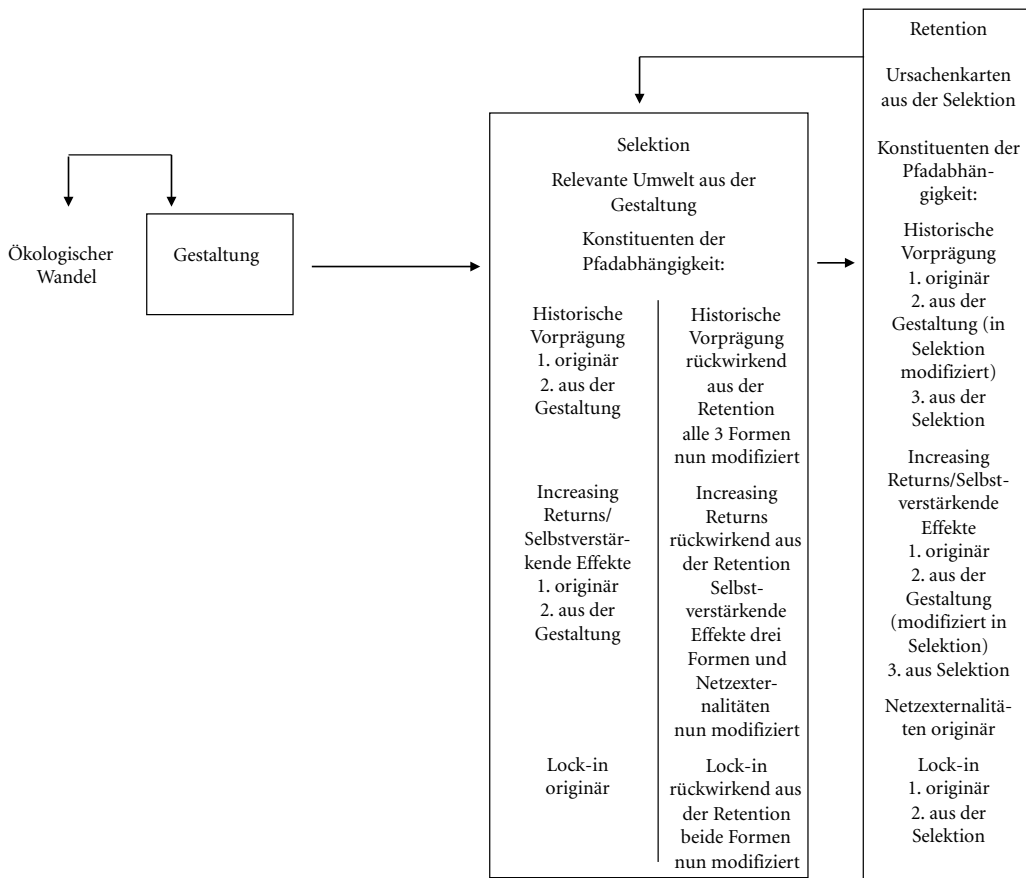 Ökologischer
Wandel
Gestaltung
Selektion
Relevante Umwelt aus der
Gestaltung
Konstituenten der
Pfadabhängigkeit:
Historische
Vorprägung
1. originär
2. aus der
Gestaltung
Increasing
Returns/
Selbstverstär-
kende Effekte
1. originär
2. aus der
Gestaltung
Lock-in
originär
Historische
Vorprägung
rückwirkend
aus der
Retention
alle 3 Formen
nun modifiziert
Increasing
Returns
rückwirkend aus
der Retention
Selbst-
verstärkende
Effekte drei
Formen und
Netzexter-
nalitäten
nun modifiziert
Lock-in
rückwirkend aus
der Retention
beide Formen
nun modifiziert
Retention
Ursachenkarten
aus der Selektion
Konstituenten der
Pfadabhän-
gigkeit:
Historische
Vorprägung
1. originär
2. aus der
Gestaltung (in
Selektion
modifiziert)
3. aus der
Selektion
Increasing
Returns/Selbst-
verstärkende
Effekte
1. originär
2. aus der
Gestaltung
(modifiziert in
Selektion)
3. aus Selektion
Netzexternalitä-
ten originär
Lock-in
1. originär
2. aus der
Selektion